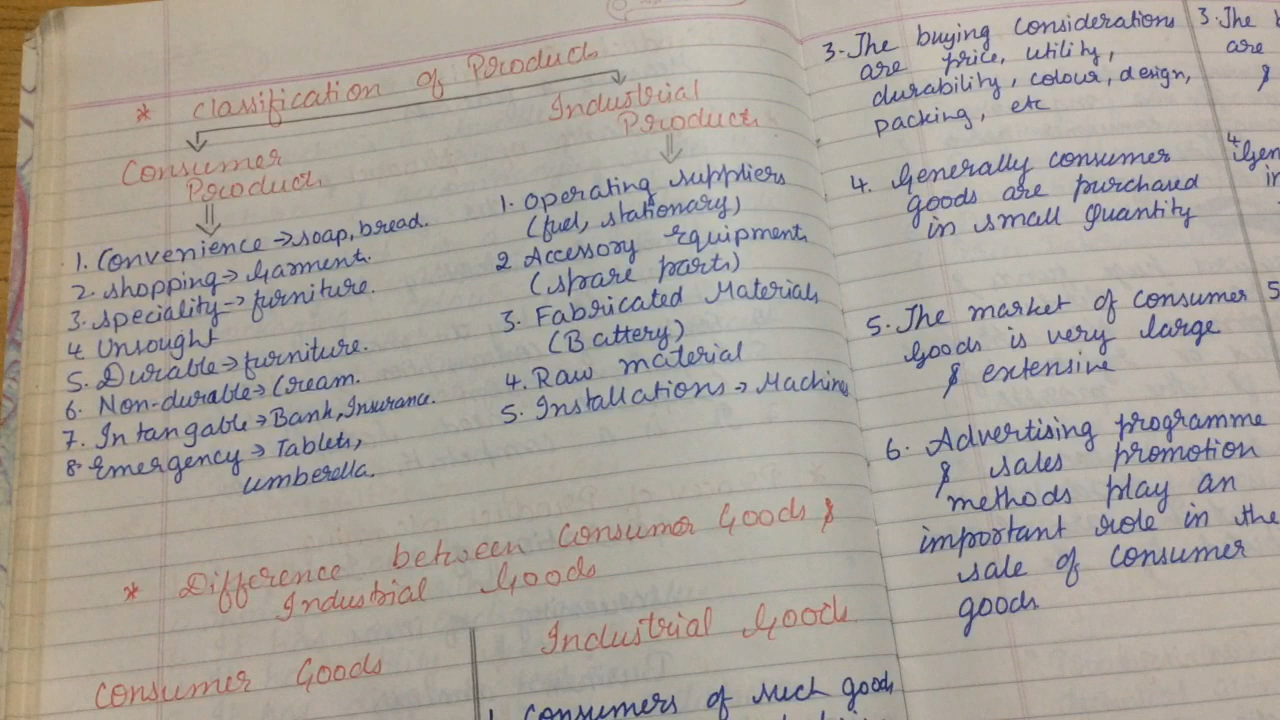 * Classification of Products
Consumer
Products
1. Convenience → soap, bread.
2. shopping → Garments.
3. speciality → furniture.
4 Unsought
5. Durable → furniture.
6. Non-durable → Cream.
7. Intangable → Bank, Insurance.
8. Emergency → Tablets,
umberella.
Industrial
Products
1. Operating suppliers
(fuel, stationary)
2 Accessory Equipments
(spare parts)
3. Fabricated Materials
(Battery)
4. Raw material
5. Installations → Machine
* Difference between Consumer Goods &
Industrial Goods
Consumer Goods
Industrial Goods
1. Consumers of such goods
3. The buying considerations
are price, utility,
durability, colour, design,
packing, etc
4. Generally consumer
goods are purchased
in small quantity
5. The market of consumer
Goods is very large
& extensive
6. Advertising programme
& sales promotion
methods play an
important role in the
sale of consumer
goods
3. The
are
&
4.
5